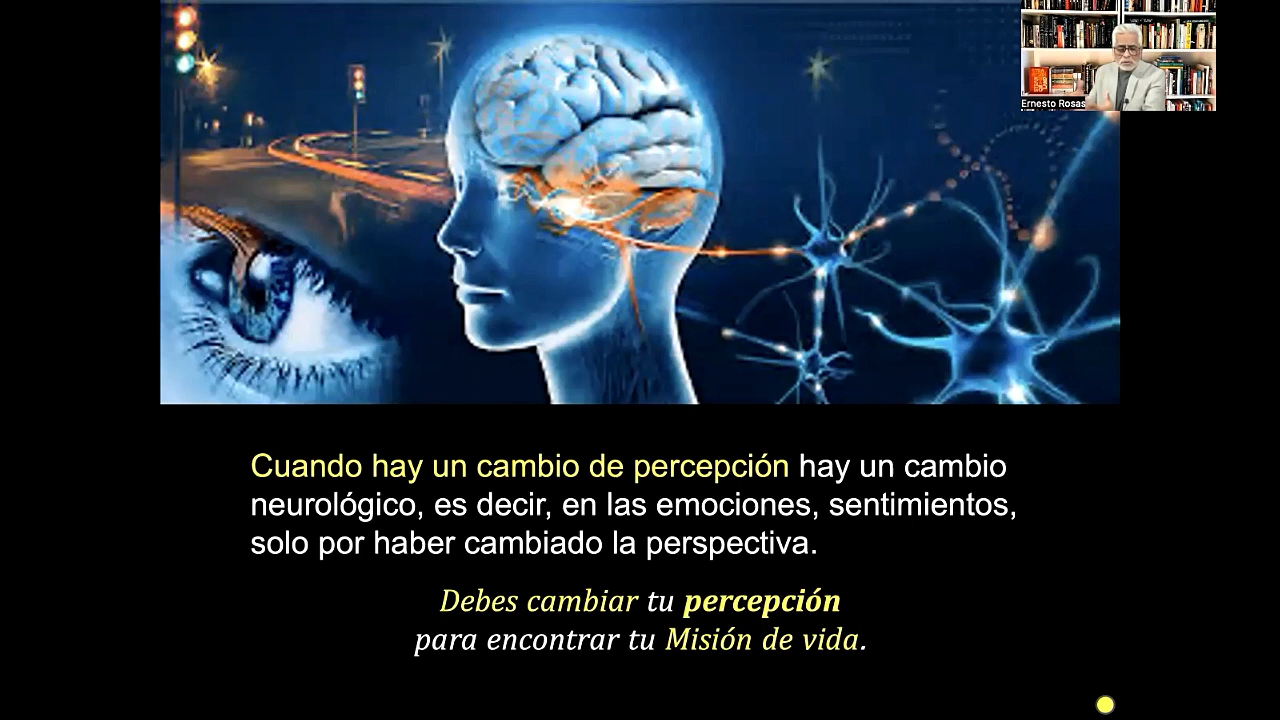 Ernesto Rosas
Cuando hay un cambio de percepción hay un cambio
neurológico, es decir, en las emociones, sentimientos,
solo por haber cambiado la perspectiva.
Debes cambiar tu percepción
para encontrar tu Misión de vida.